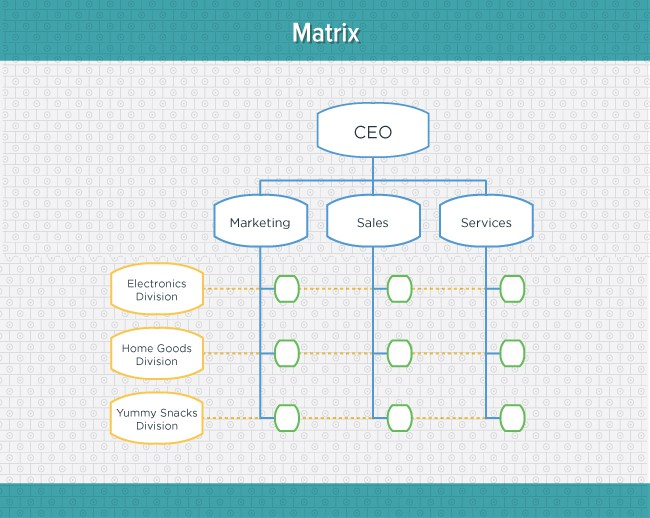 Matrix
CEO
Marketing
Sales
Services
Electronics
Division
Home Goods
Division
Yummy Snacks
Division